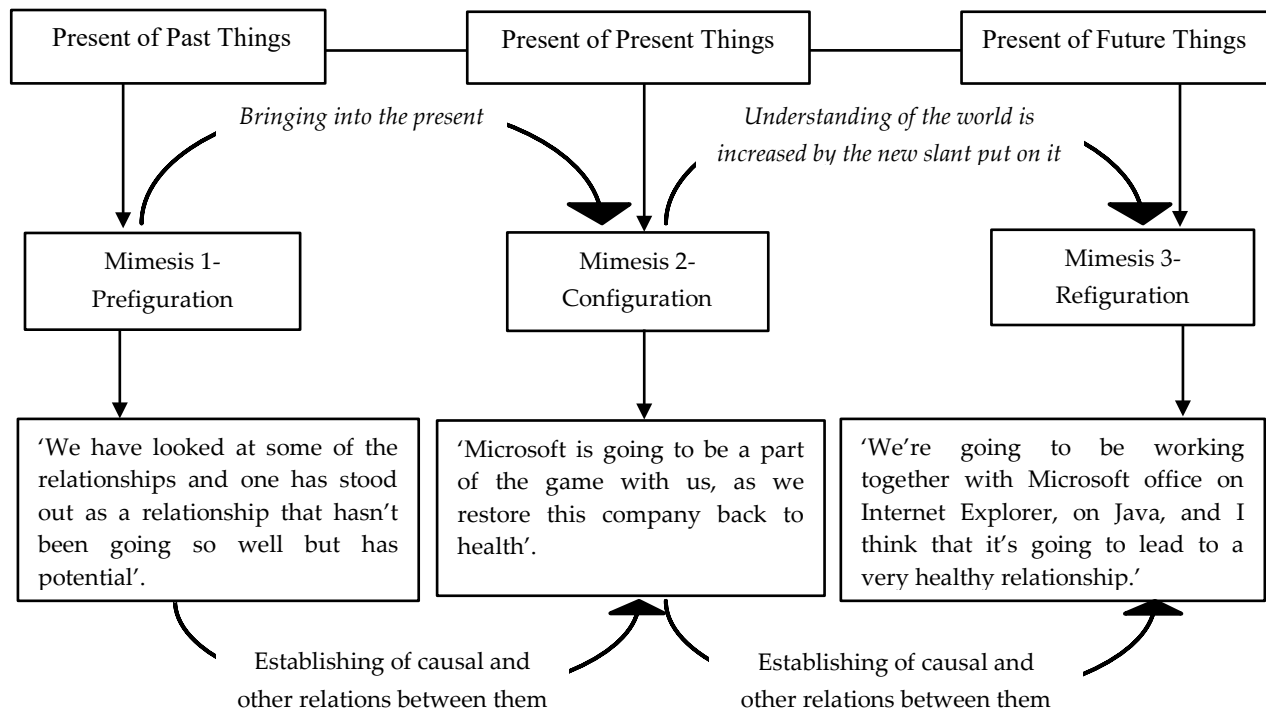 Present of Past Things
Present of Present Things
Present of Future Things
Bringing into the present
Understanding of the world is
increased by the new slant put on it
Mimesis 1-
Prefiguration
Mimesis 2-
Configuration
Mimesis 3-
Refiguration
‘We have looked at some of the
relationships and one has stood
out as a relationship that hasn’t
been going so well but has
potential’.
‘Microsoft is going to be a part
of the game with us, as we
restore this company back to
health’.
‘We’re going to be working
together with Microsoft office on
Internet Explorer, on Java, and I
think that it’s going to lead to a
very healthy relationship.’
Establishing of causal and
other relations between them
Establishing of causal and
other relations between them